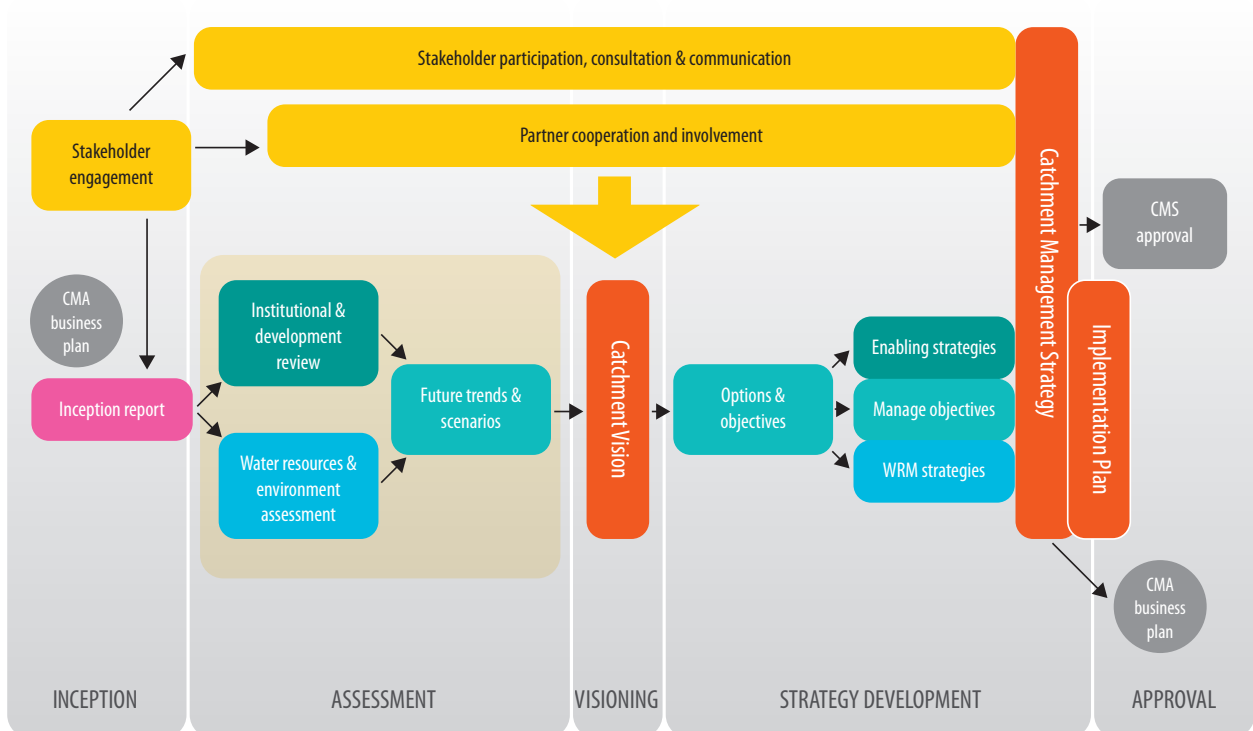 Stakeholder participation, consultation & communication
Partner cooperation and involvement
Stakeholder
engagement
CMA
business
plan
Inception report
Institutional &
development
review
Water resources &
environment
assessment
Future trends &
scenarios
Catchment Vision
Options &
objectives
Enabling strategies
Manage objectives
WRM strategies
Catchment Management Strategy
Implementation Plan
CMS
approval
CMA
business
plan
INCEPTION
ASSESSMENT
VISIONING
STRATEGY DEVELOPMENT
APPROVAL